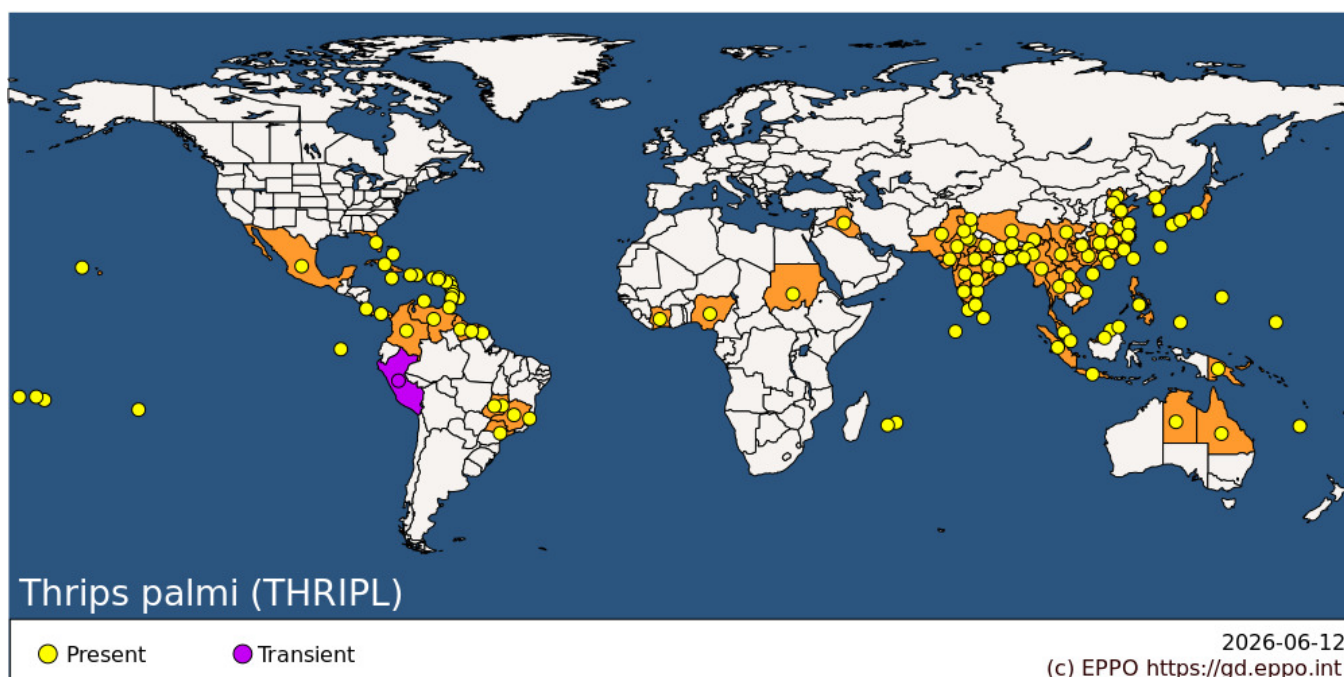 Thrips palmi (THRIPL)
Present
Transient
2026-06-12
(c) EPPO https://gd.eppo.int